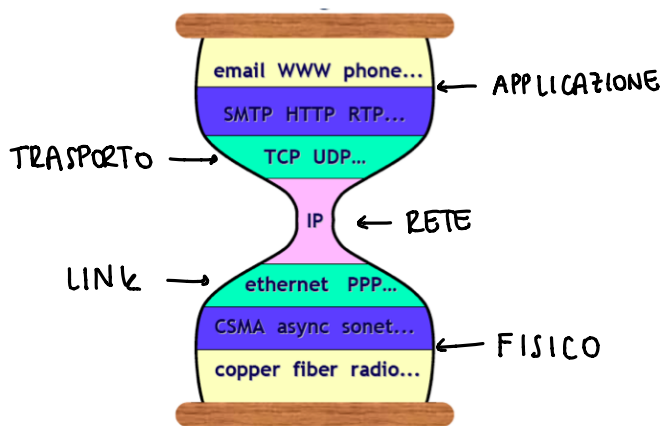 email WWW phone...
APPLICAZIONE
SMTP HTTP RTP...
TRASPORTO
TCP UDP...
IP
RETE
LINK
ethernet PPP...
CSMA async sonet...
FISICO
copper fiber radio...